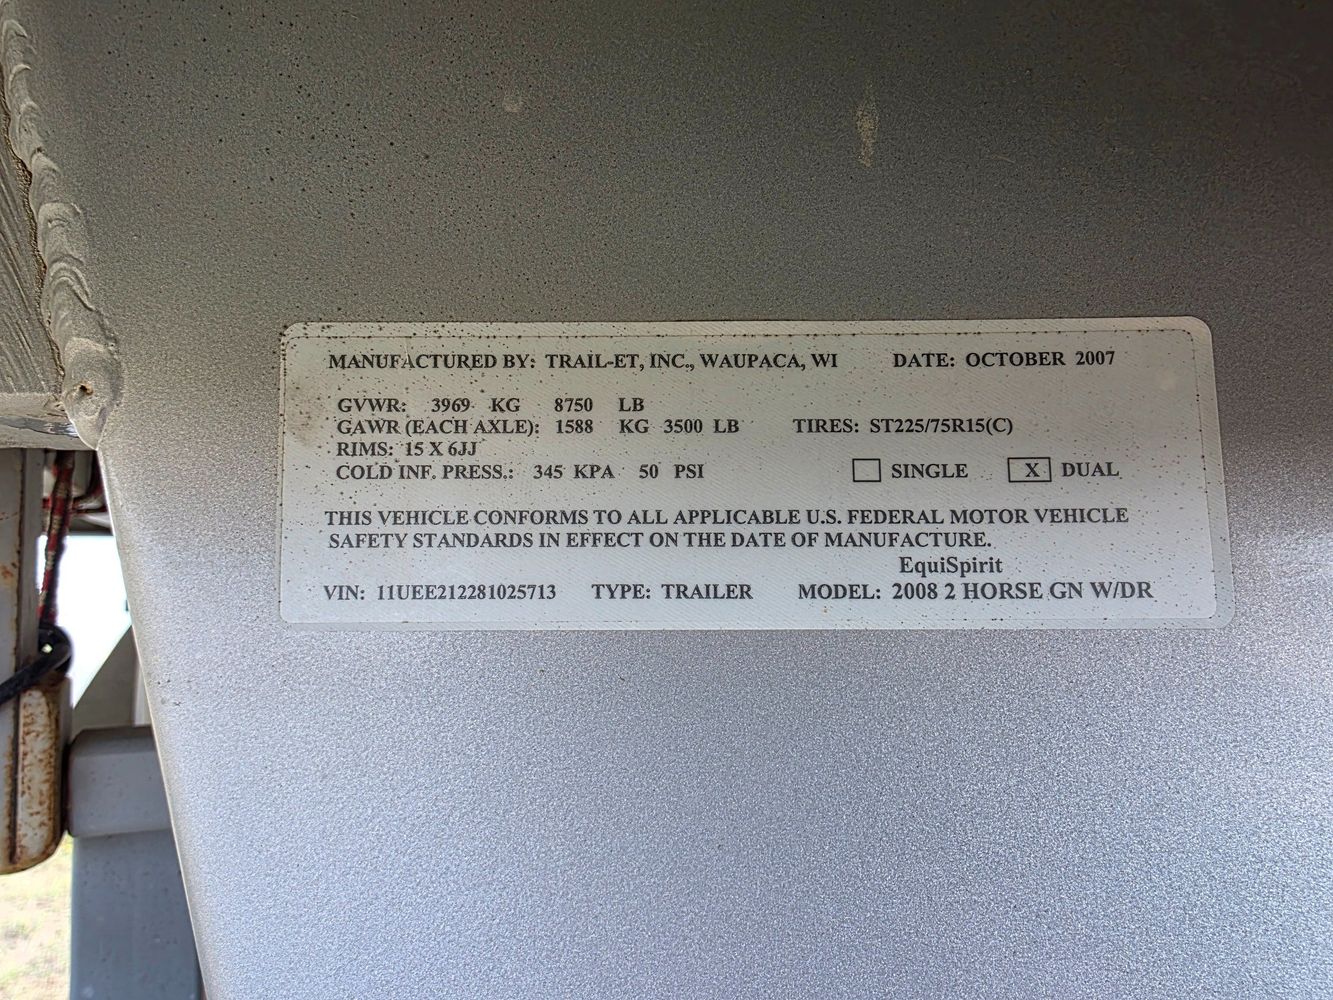 MANUFACTURED BY: TRAIL-ET, INC., WAUPACA, WI DATE: OCTOBER 2007
GVWR: 3969 KG 8750 LB
GAWR (EACH AXLE): 1588 KG 3500 LB TIRES: ST225/75R15(C)
RIMS: 15 X 6JJ
COLD INF. PRESS.: 345 KPA 50 PSI SINGLE X DUAL
THIS VEHICLE CONFORMS TO ALL APPLICABLE U.S. FEDERAL MOTOR VEHICLE
SAFETY STANDARDS IN EFFECT ON THE DATE OF MANUFACTURE.
EquiSpirit
VIN: 11UEE212281025713 TYPE: TRAILER MODEL: 2008 2 HORSE GN W/DR